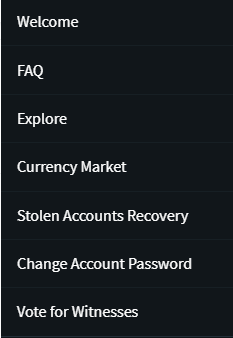 Welcome
FAQ
Explore
Currency Market
Stolen Accounts Recovery
Change Account Password
Vote for Witnesses